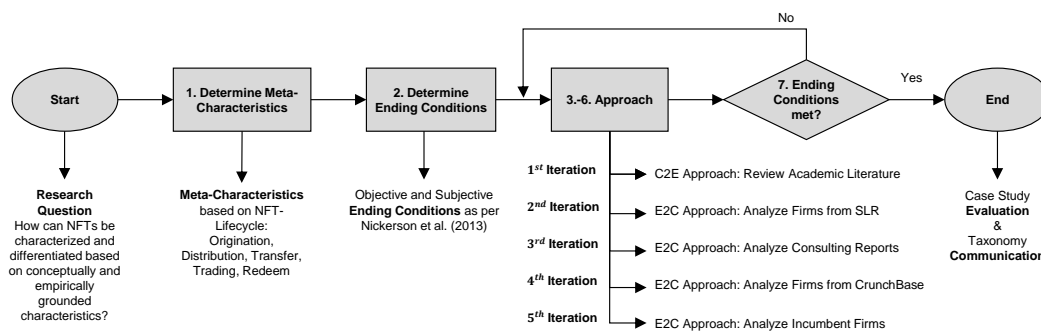 No
Start
1. Determine Meta-
Characteristics
2. Determine
Ending Conditions
3.-6. Approach
7. Ending
Conditions
met?
Yes
End
Research
Question
How can NFTs be
characterized and
differentiated based
on conceptually and
empirically
grounded
characteristics?
Meta-Characteristics
based on NFT-
Lifecycle:
Origination,
Distribution, Transfer,
Trading, Redeem
Objective and Subjective
Ending Conditions as per
Nickerson et al. (2013)
1st Iteration
C2E Approach: Review Academic Literature
2nd Iteration
E2C Approach: Analyze Firms from SLR
3rd Iteration
E2C Approach: Analyze Consulting Reports
4th Iteration
E2C Approach: Analyze Firms from CrunchBase
5th Iteration
E2C Approach: Analyze Incumbent Firms
Case Study
Evaluation
&
Taxonomy
Communication